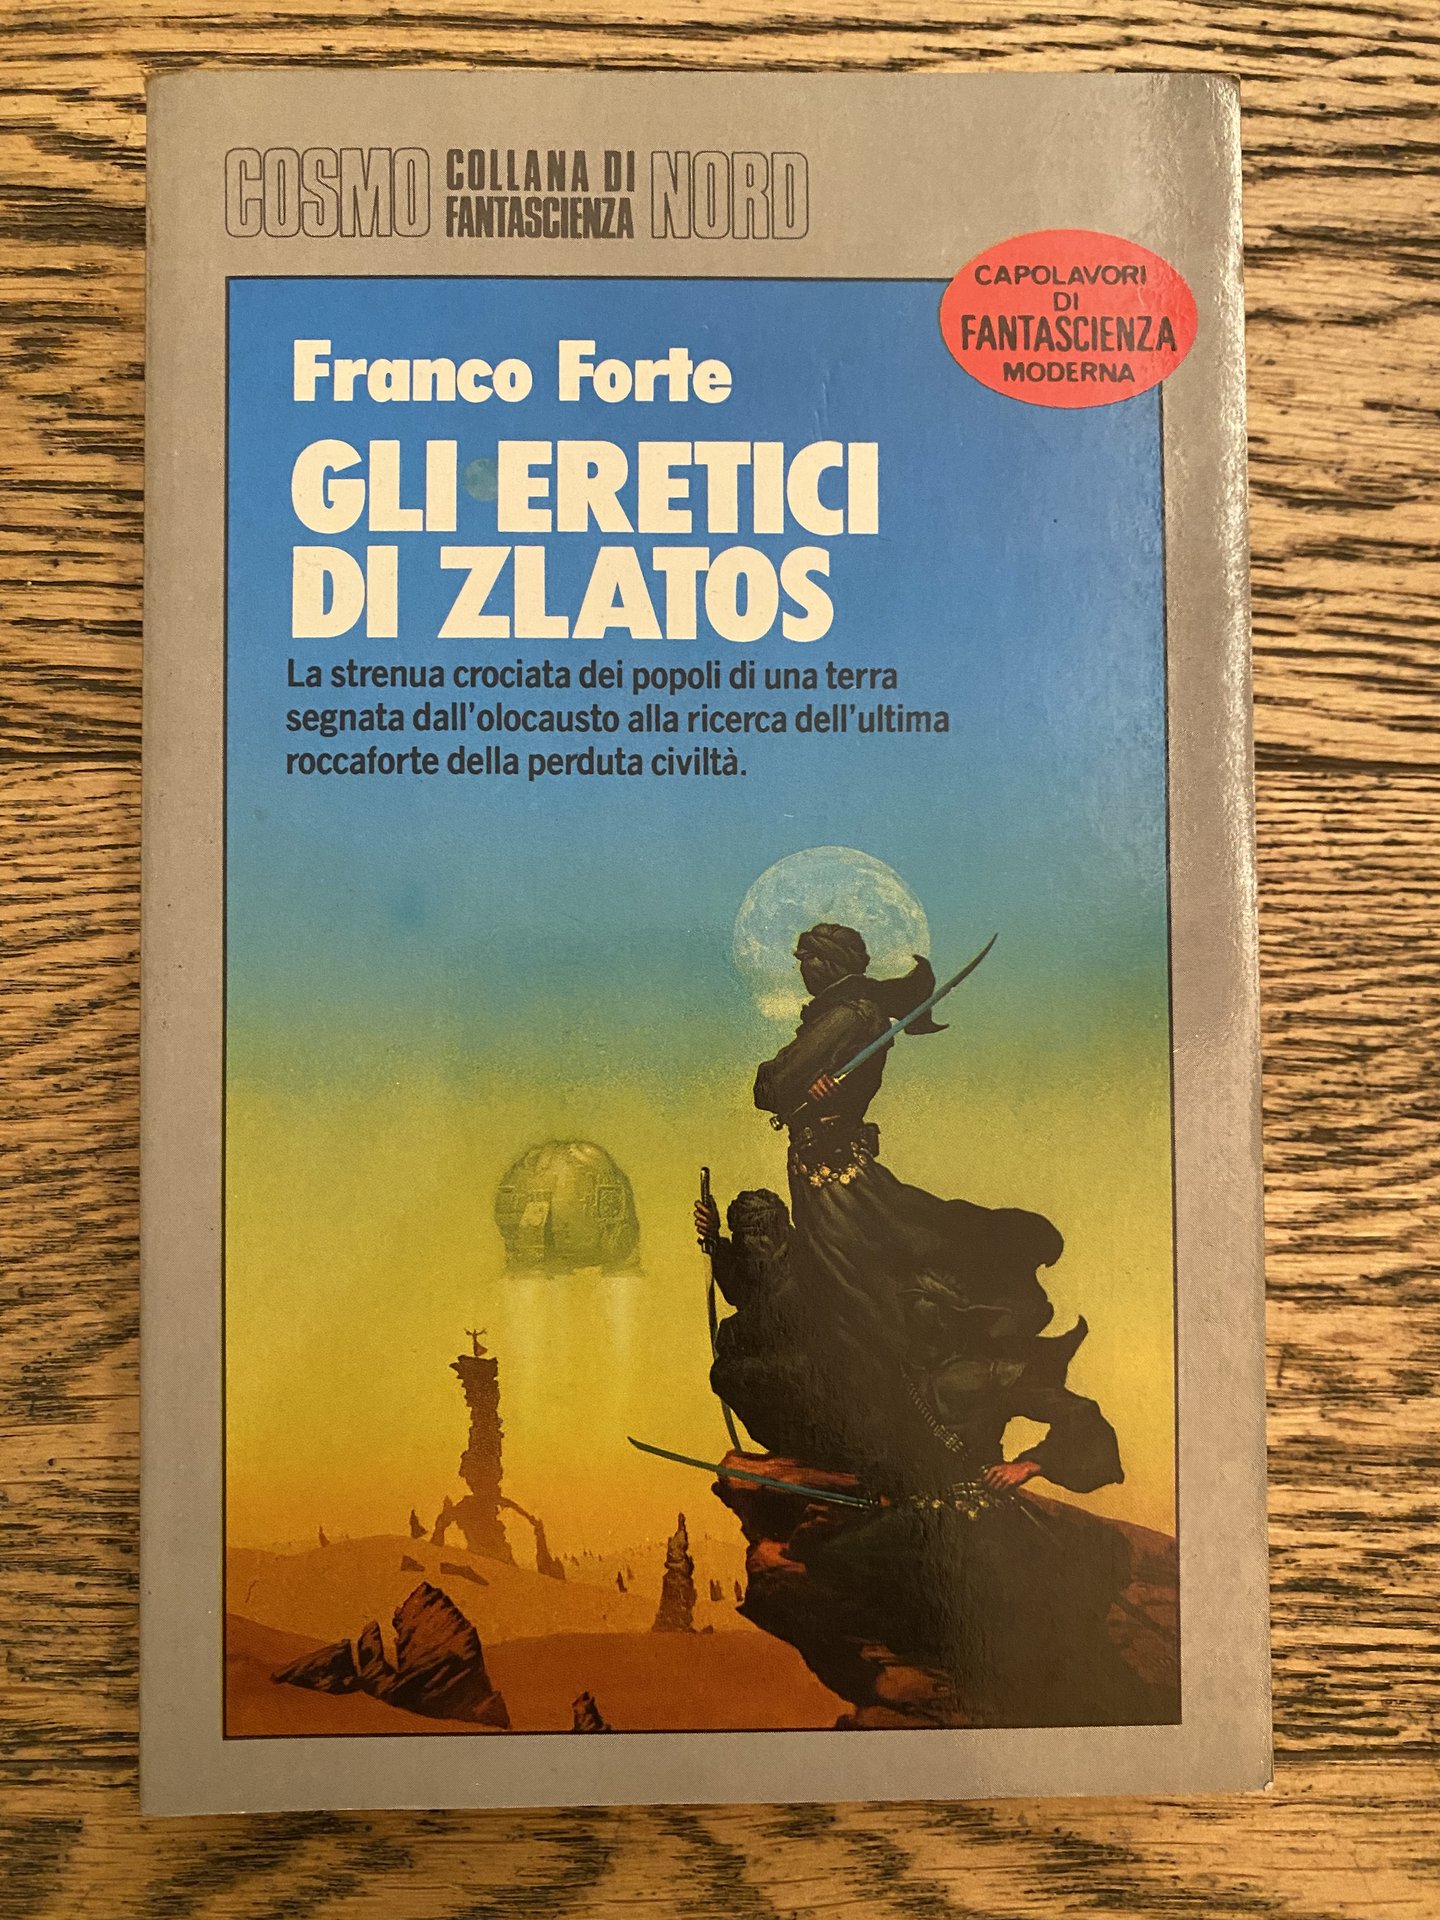 COSMO COLLANA DI FANTASCIENZA NORD
CAPOLAVORI
DI
FANTASCIENZA
MODERNA
Franco Forte
GLI ERETICI
DI ZLATOS
La strenua crociata dei popoli di una terra
segnata dall'olocausto alla ricerca dell'ultima
roccaforte della perduta civiltà.